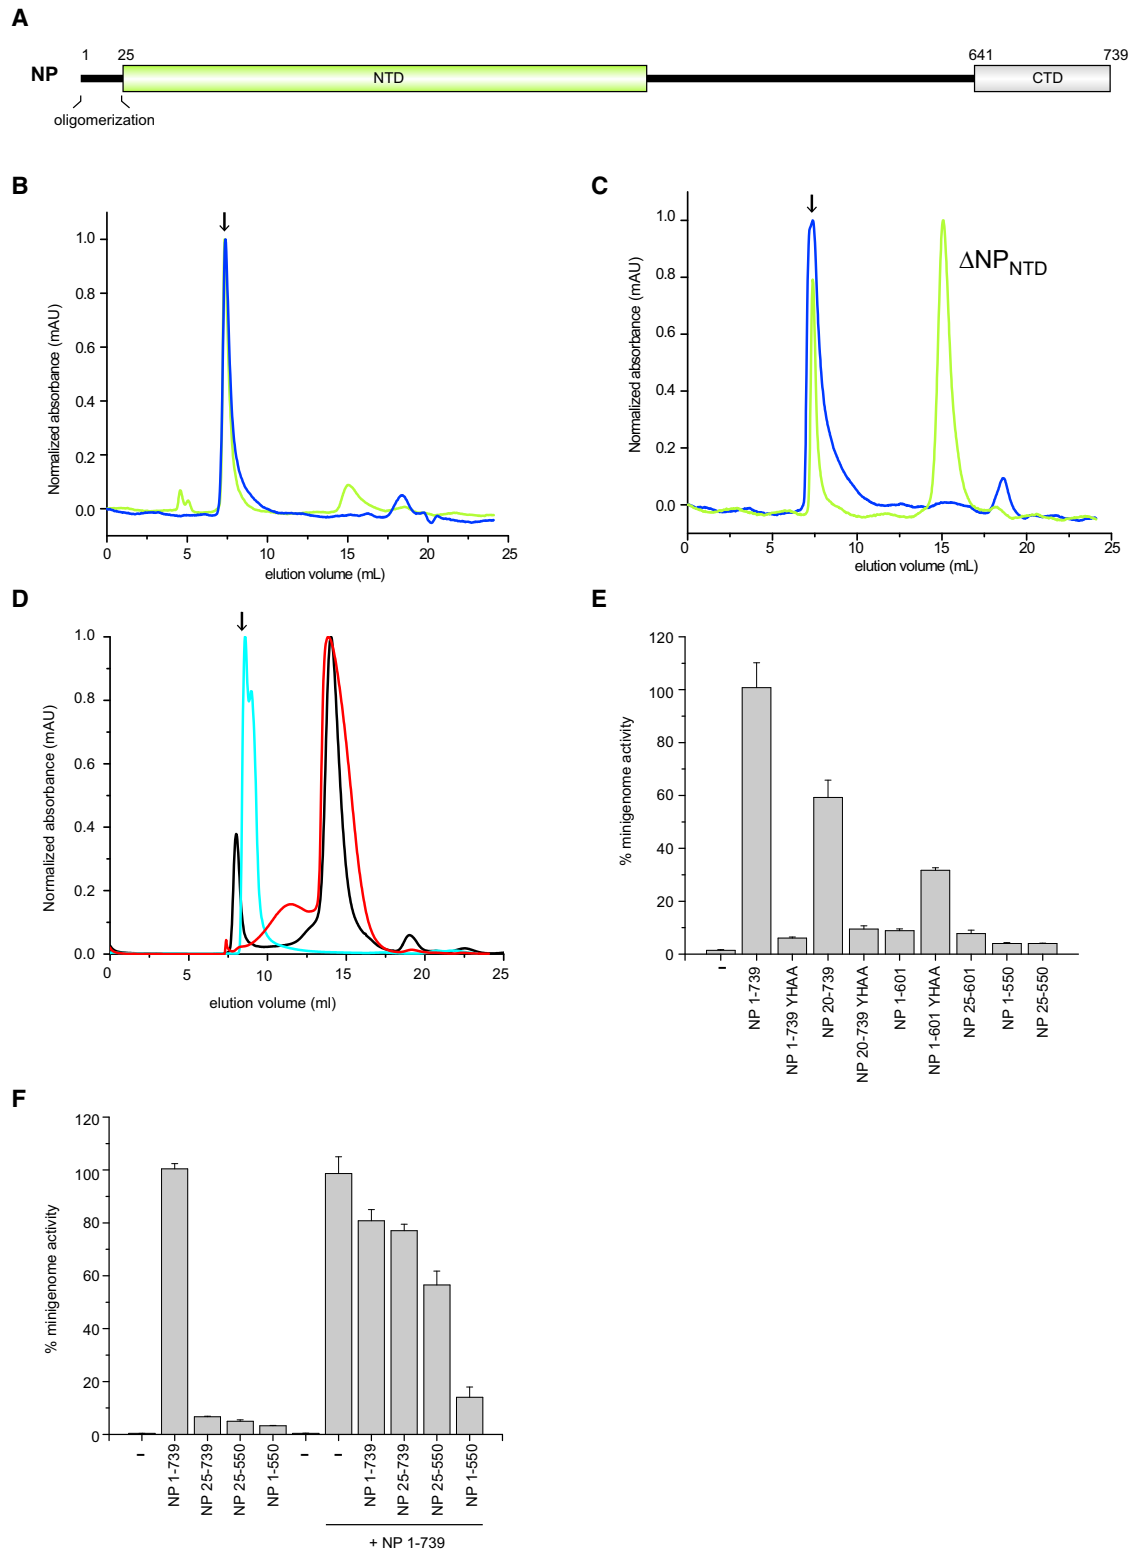 A
1 25 641 739
NP NTD CTD
oligomerization
B
Normalized absorbance (mAU)
1.0
0.8
0.6
0.4
0.2
0.0
0 5 10 15 20 25
elution volume (mL)
C
Normalized absorbance (mAU)
1.0
0.8
0.6
0.4
0.2
0.0
ΔNP_NTD
0 5 10 15 20 25
elution volume (mL)
D
Normalized absorbance (mAU)
1.0
0.8
0.6
0.4
0.2
0.0
0 5 10 15 20 25
elution volume (ml)
E
% minigenome activity
120
100
80
60
40
20
0
–
NP 1-739
NP 1-739 YHAA
NP 20-739
NP 20-739 YHAA
NP 1-601
NP 1-601 YHAA
NP 25-601
NP 1-550
NP 25-550
F
% minigenome activity
120
100
80
60
40
20
0
–
NP 1-739
NP 25-739
NP 25-550
NP 1-550
–
–
NP 1-739
NP 25-739
NP 25-550
NP 1-550
+ NP 1-739